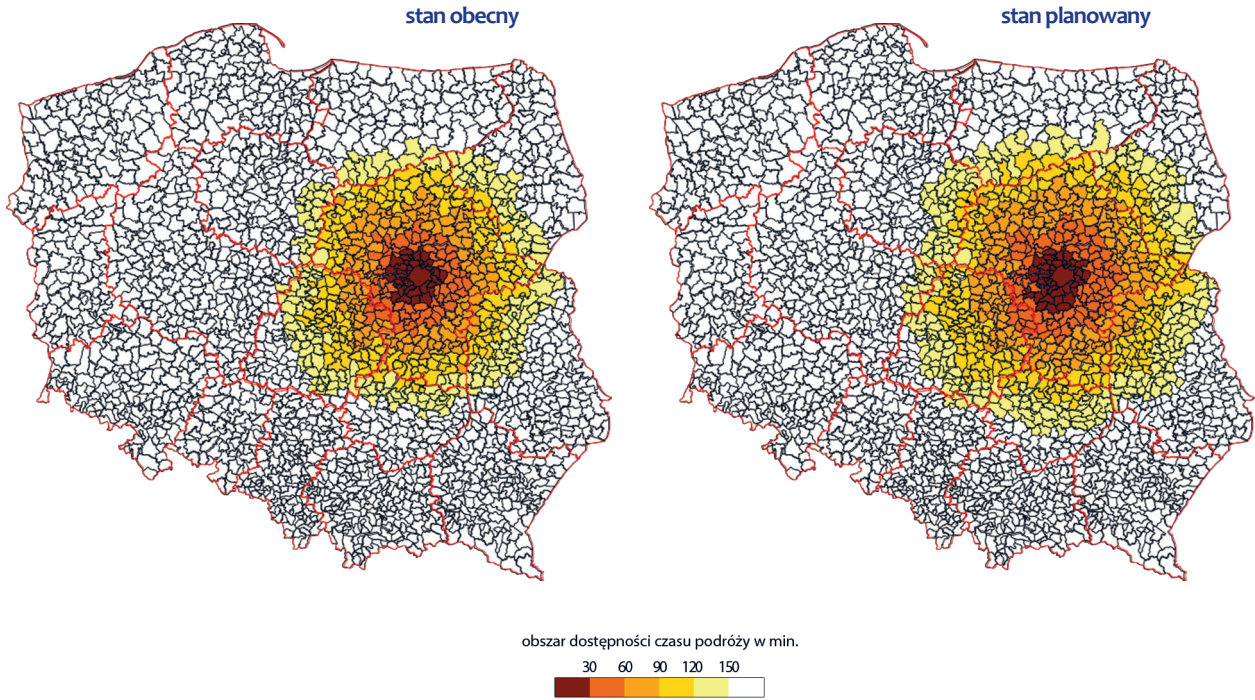 stan obecny
stan planowany
obszar dostępności czasu podróży w min.
30 60 90 120 150